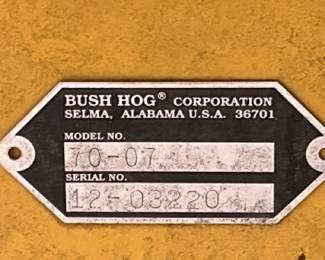 BUSH HOG® CORPORATION
SELMA, ALABAMA U.S.A. 36701
MODEL NO.
70-07
SERIAL NO.
12-03220